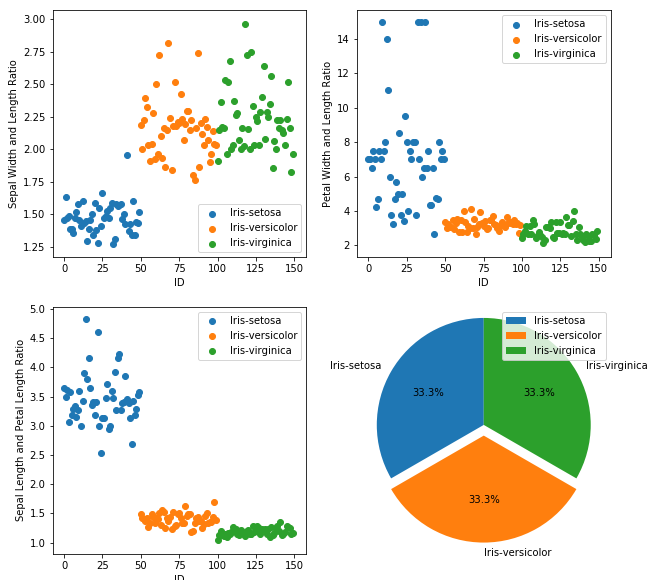 3.00
2.75
2.50
2.25
2.00
1.75
1.50
1.25
Sepal Width and Length Ratio
0
25
50
75
100
125
150
ID
Iris-setosa
Iris-versicolor
Iris-virginica
14
12
10
8
6
4
2
Petal Width and Length Ratio
0
25
50
75
100
125
150
ID
Iris-setosa
Iris-versicolor
Iris-virginica
5.0
4.5
4.0
3.5
3.0
2.5
2.0
1.5
1.0
Sepal Length and Petal Length Ratio
0
25
50
75
100
125
150
ID
Iris-setosa
Iris-versicolor
Iris-virginica
Iris-setosa
Iris-versicolor
Iris-virginica
Iris-setosa
Iris-virginica
33.3%
33.3%
33.3%
Iris-versicolor